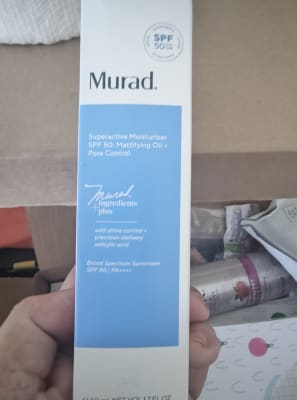 SPF
50
Murad.
Superactive Moisturizer
SPF 50: Mattifying Oil +
Pore Control
Murad
+ingredients
plus
with shine control +
precision-delivery
salicylic acid
Broad Spectrum Sunscreen
SPF 50 | PA++++